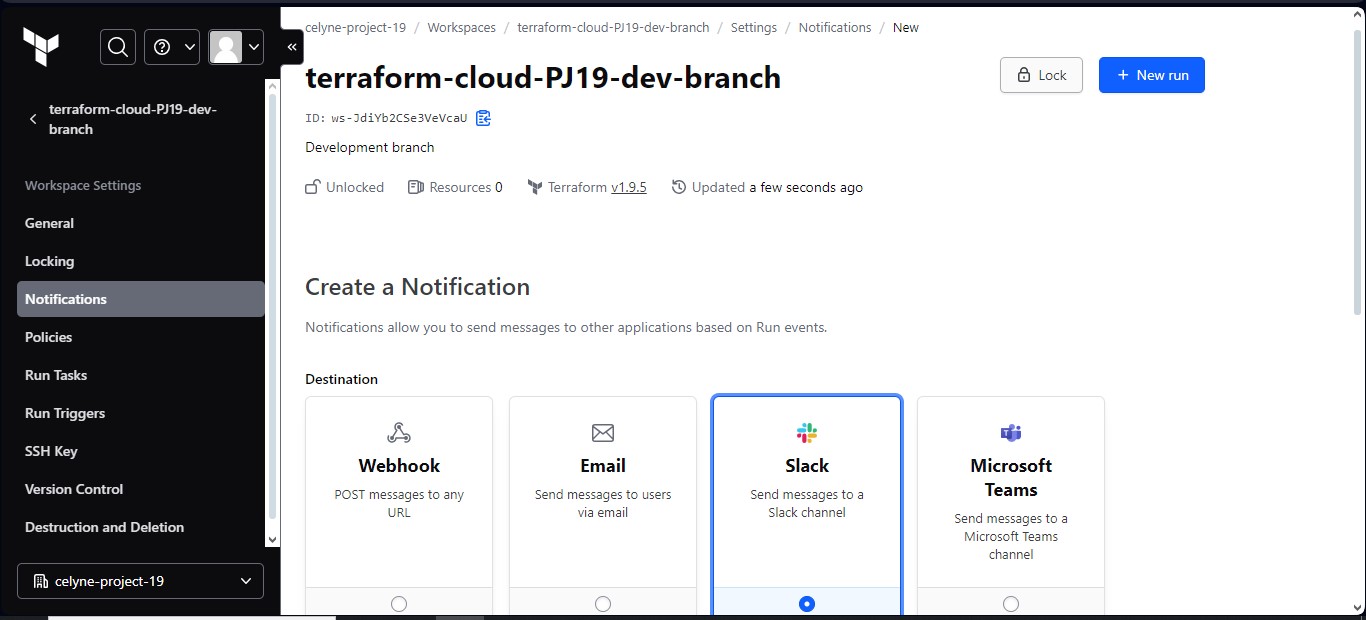 celyne-project-19 / Workspaces / terraform-cloud-PJ19-dev-branch / Settings / Notifications / New
terraform-cloud-PJ19-dev-branch
Lock
+ New run
ID: ws-JdiYb2CSe3VeVcaU
Development branch
Unlocked
Resources 0
Terraform v1.9.5
Updated a few seconds ago
terraform-cloud-PJ19-dev-
branch
Workspace Settings
General
Locking
Notifications
Policies
Run Tasks
Run Triggers
SSH Key
Version Control
Destruction and Deletion
celyne-project-19
Create a Notification
Notifications allow you to send messages to other applications based on Run events.
Destination
Webhook
POST messages to any
URL
Email
Send messages to users
via email
Slack
Send messages to a
Slack channel
Microsoft
Teams
Send messages to a
Microsoft Teams
channel